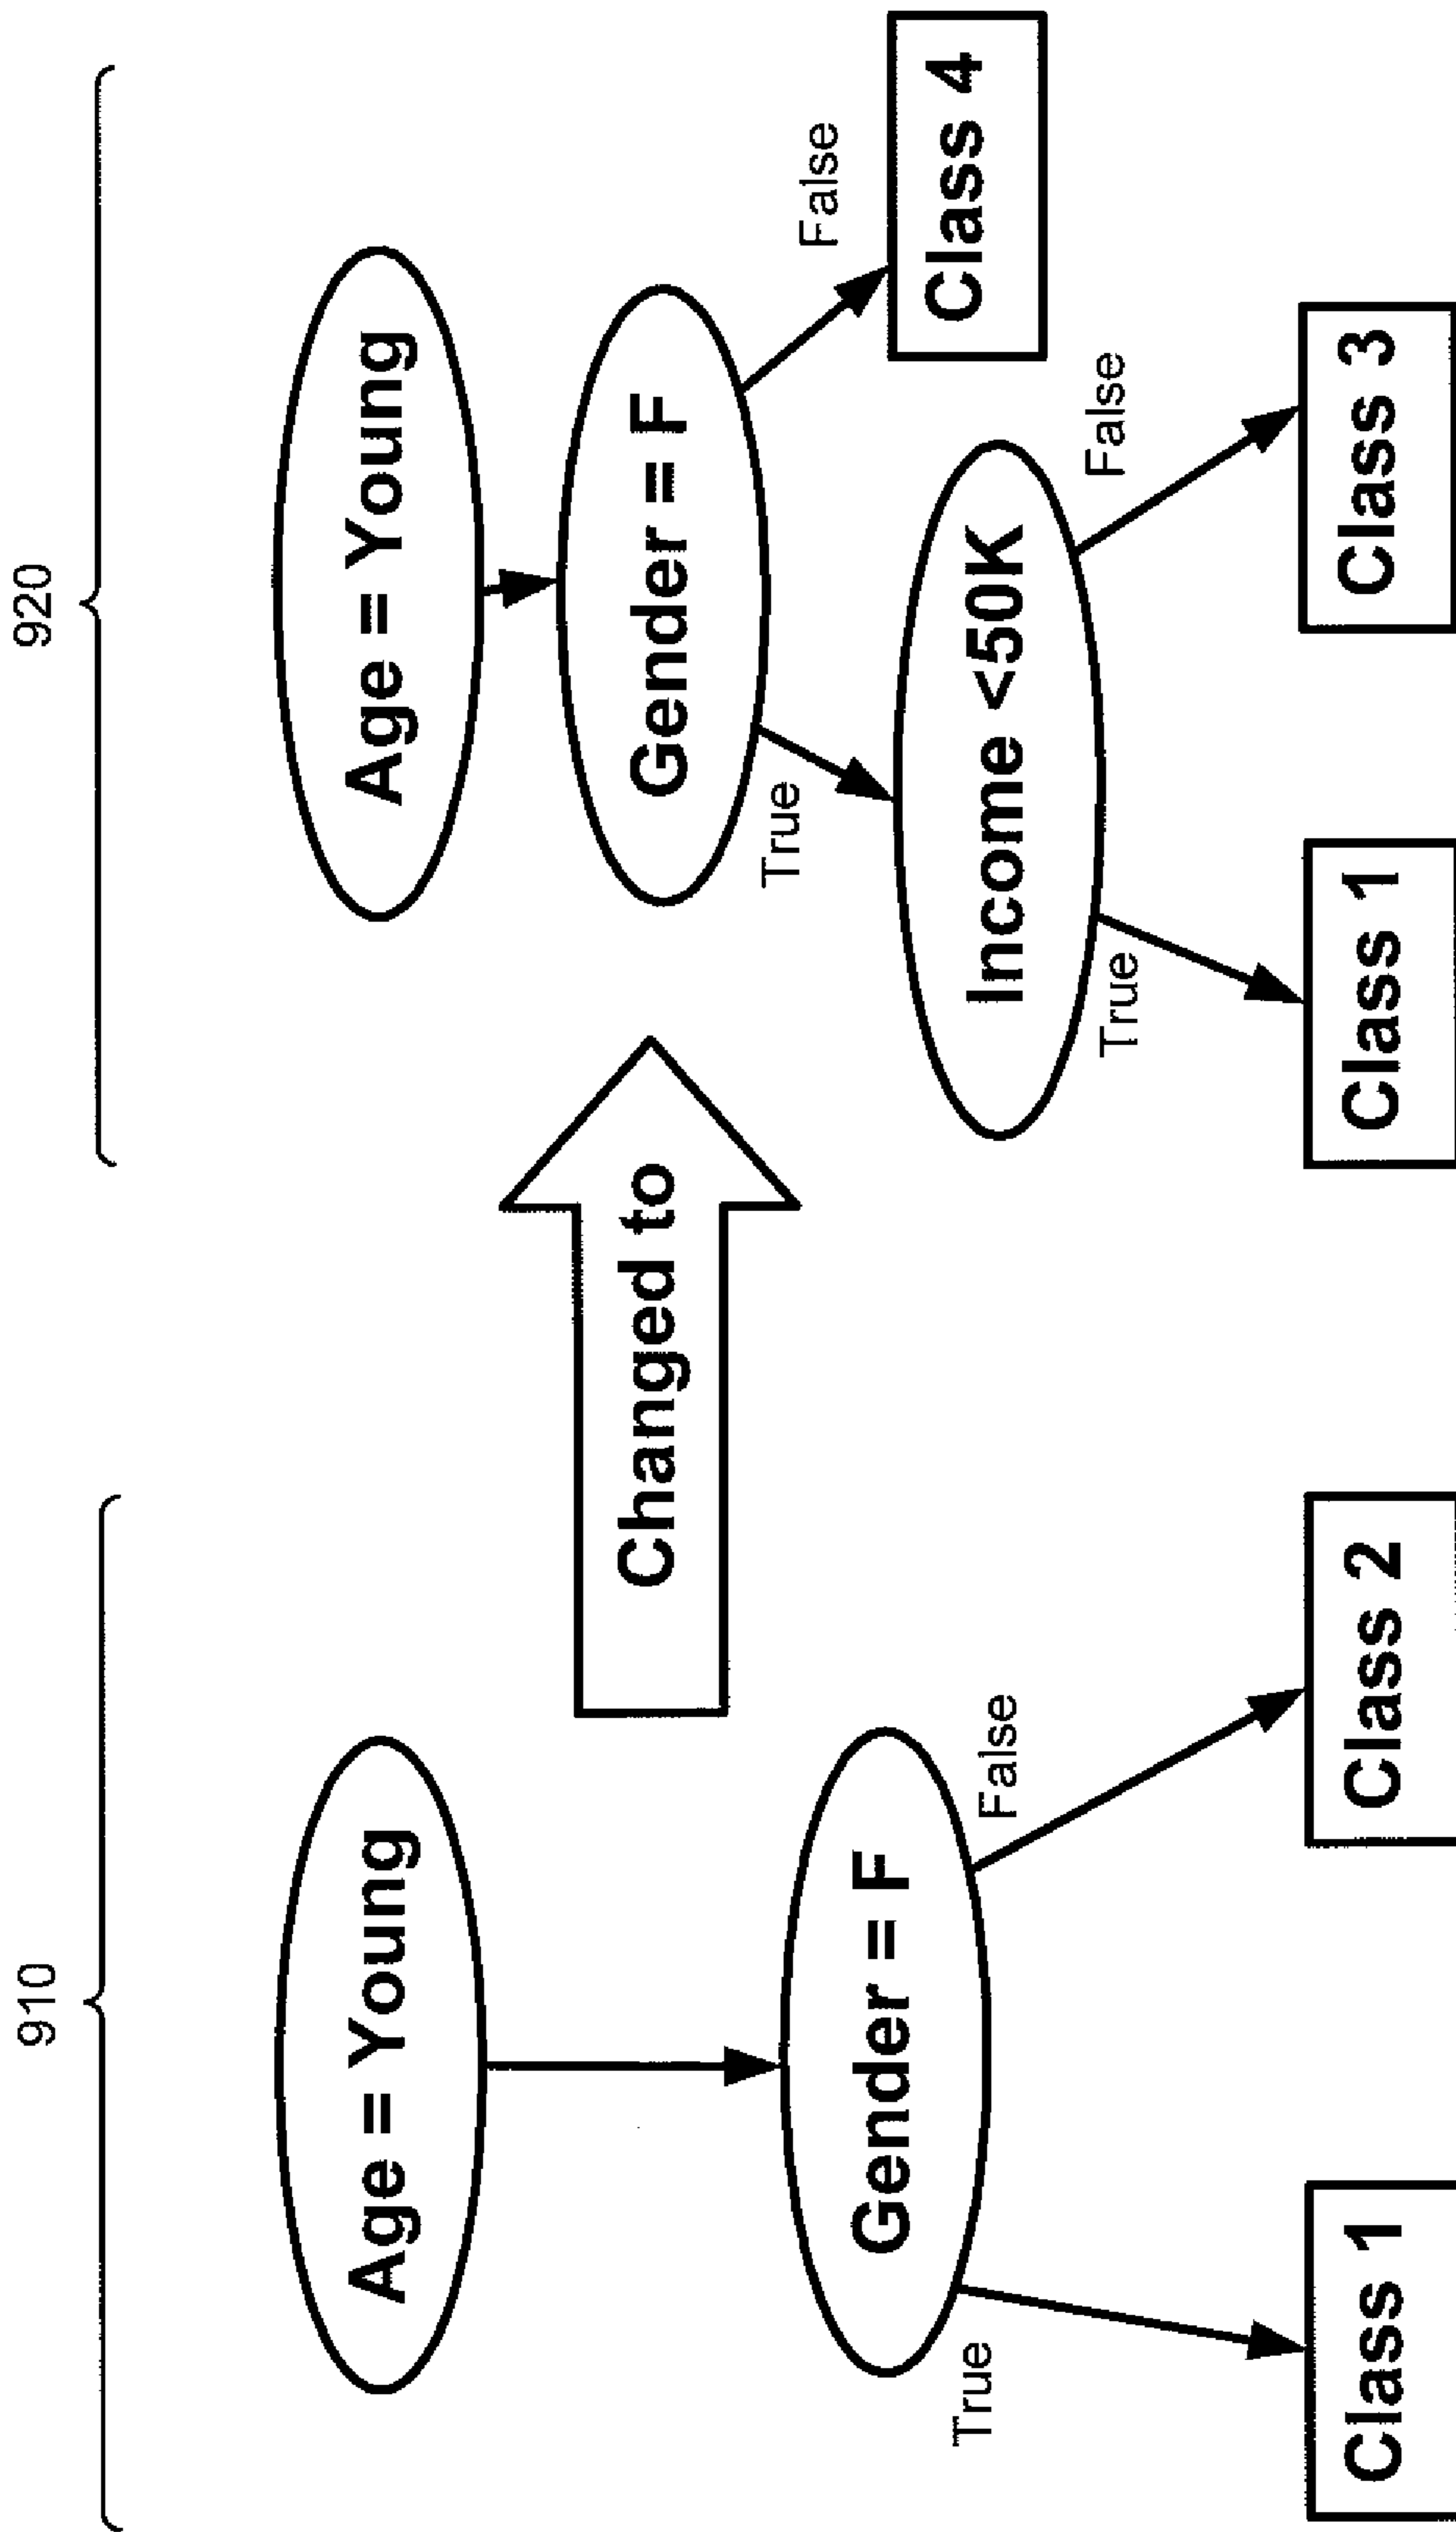 910
Age = Young
Gender = F
True
False
Class 1
Class 2
Changed to
920
Age = Young
Gender = F
True
False
Class 4
Income <50K
True
False
Class 1
Class 3